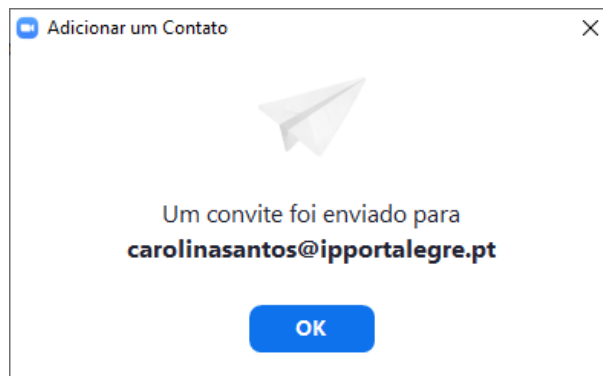 Adicionar um Contato
Um convite foi enviado para
carolinasantos@ipportalegre.pt
OK